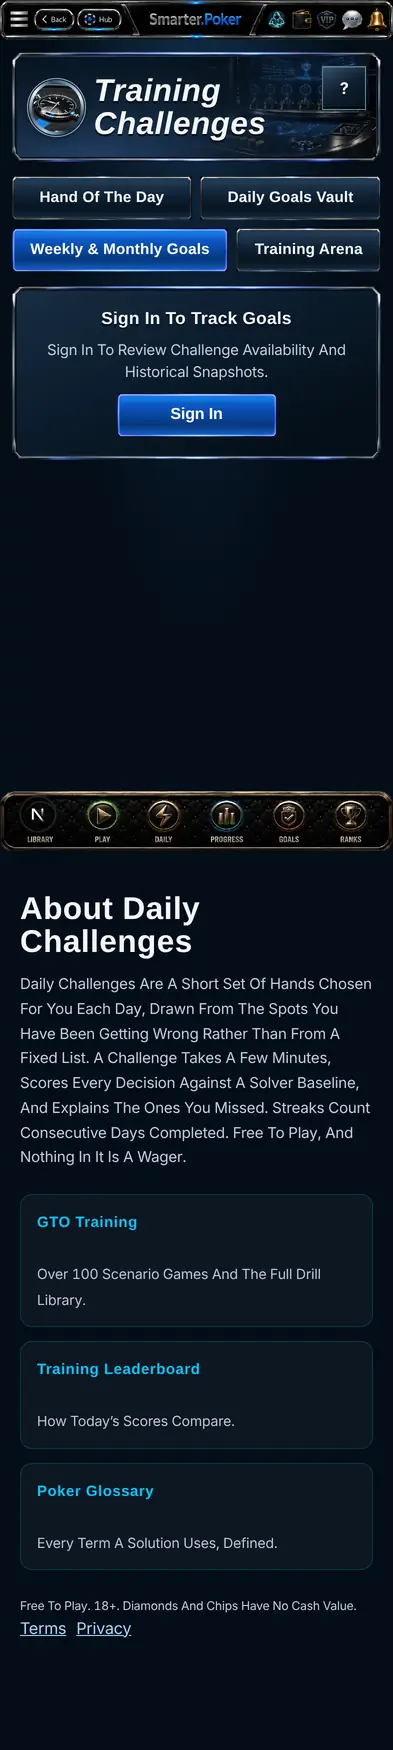 Back
Hub
Smarter.Poker
VIP
Training
Challenges
?
Hand Of The Day
Daily Goals Vault
Weekly & Monthly Goals
Training Arena
Sign In To Track Goals
Sign In To Review Challenge Availability And
Historical Snapshots.
Sign In
N
LIBRARY
PLAY
DAILY
PROGRESS
GOALS
RANKS
About Daily
Challenges
Daily Challenges Are A Short Set Of Hands Chosen
For You Each Day, Drawn From The Spots You
Have Been Getting Wrong Rather Than From A
Fixed List. A Challenge Takes A Few Minutes,
Scores Every Decision Against A Solver Baseline,
And Explains The Ones You Missed. Streaks Count
Consecutive Days Completed. Free To Play, And
Nothing In It Is A Wager.
GTO Training
Over 100 Scenario Games And The Full Drill
Library.
Training Leaderboard
How Today's Scores Compare.
Poker Glossary
Every Term A Solution Uses, Defined.
Free To Play. 18+. Diamonds And Chips Have No Cash Value.
Terms Privacy